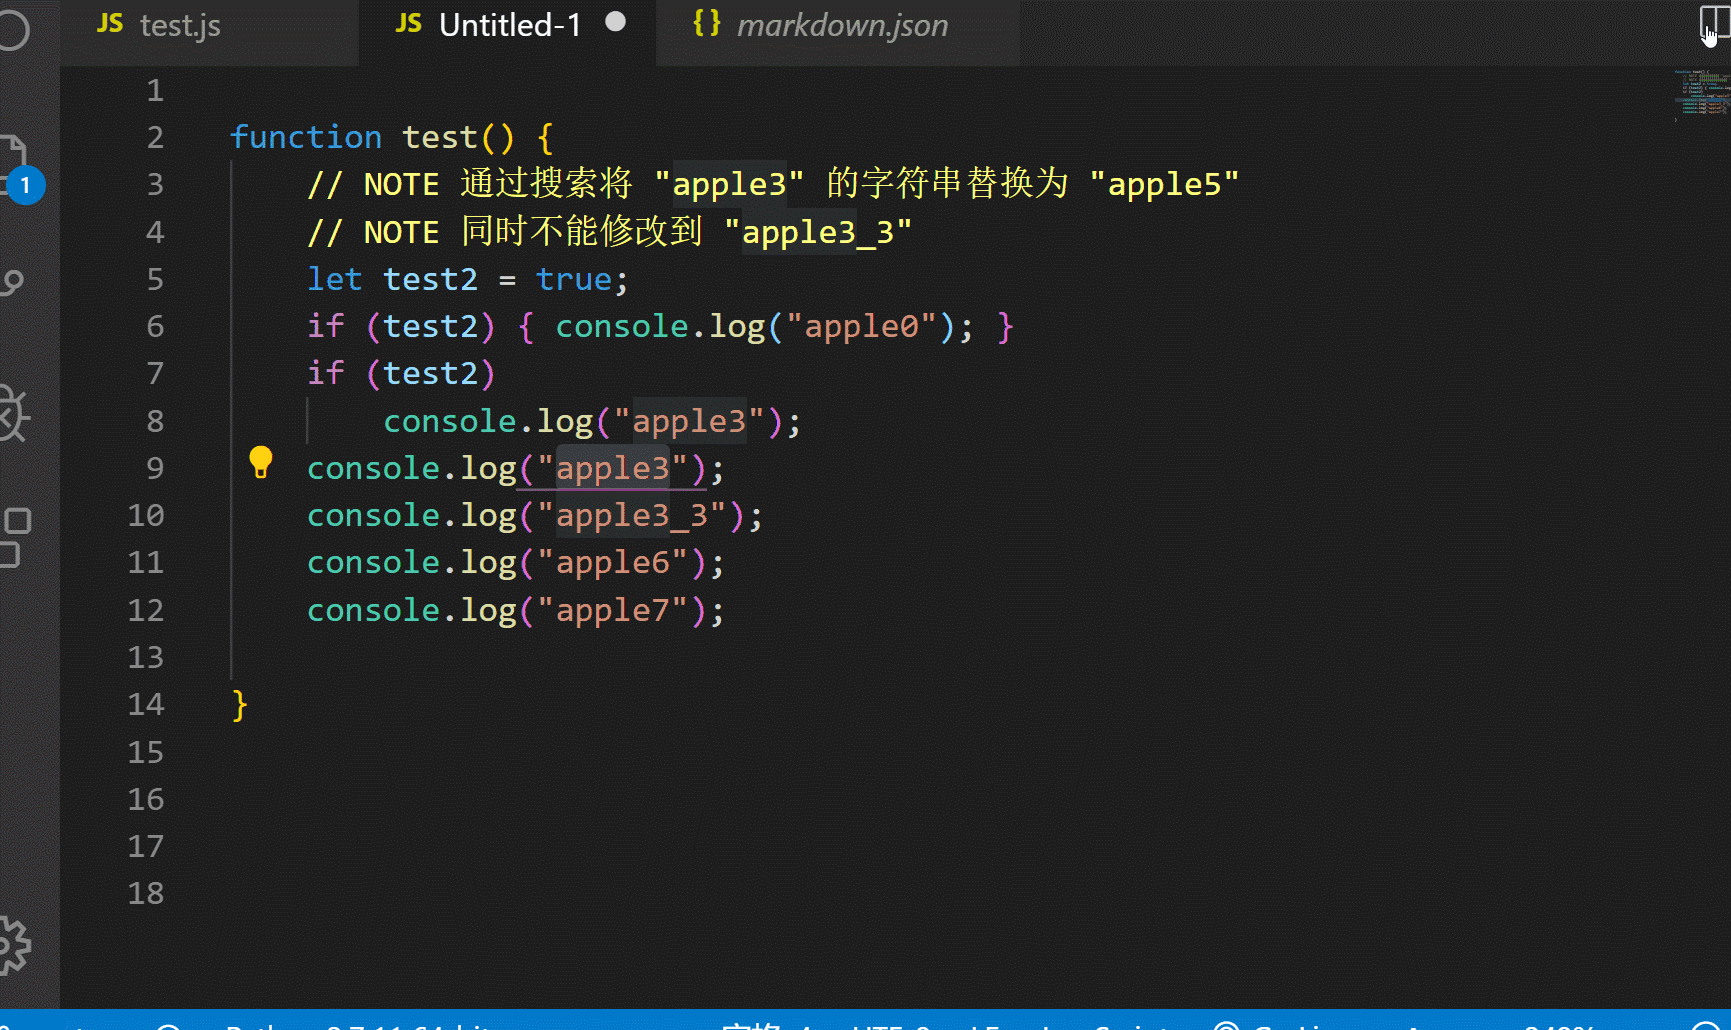 JS test.js JS Untitled-1 {} markdown.json
1
1
2 function test() {
3 // NOTE 通过搜索将 "apple3" 的字符串替换为 "apple5"
4 // NOTE 同时不能修改到 "apple3_3"
5 let test2 = true;
6 if (test2) { console.log("apple0"); }
7 if (test2)
8 console.log("apple3");
9 console.log("apple3");
10 console.log("apple3_3");
11 console.log("apple6");
12 console.log("apple7");
13
14 }
15
16
17
18